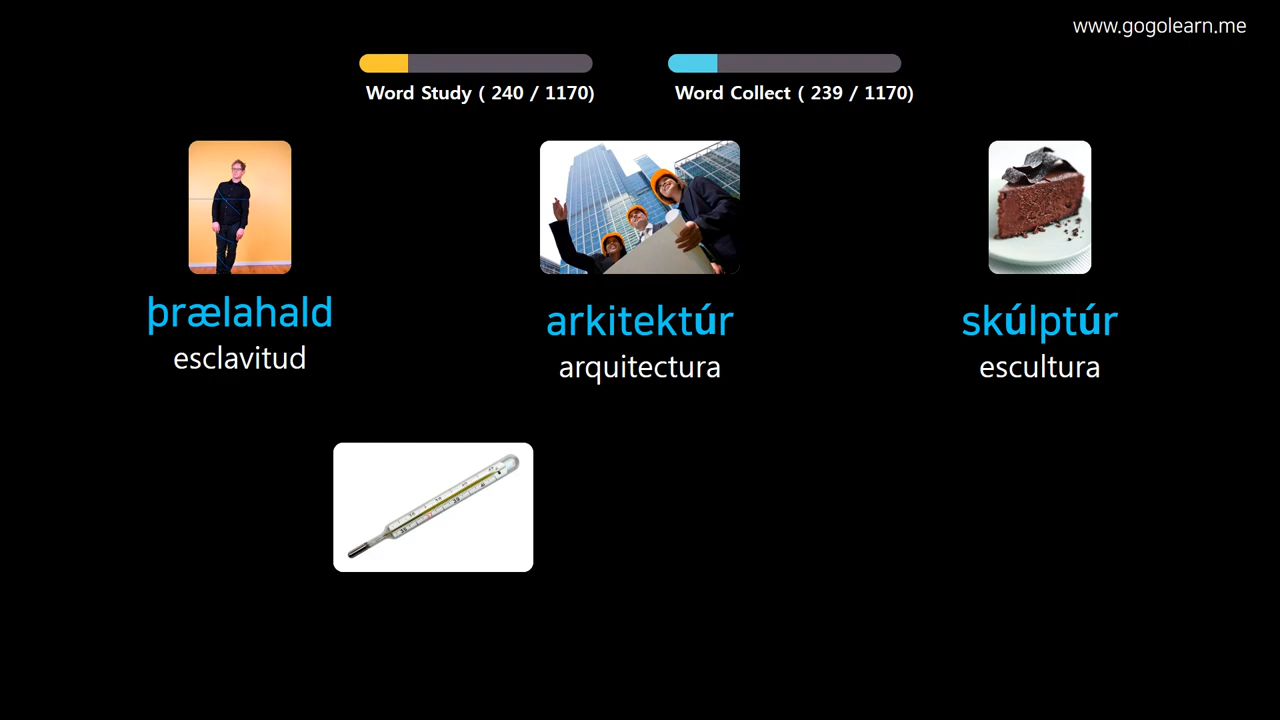 www.gogolearn.me
Word Study ( 240 / 1170)
Word Collect ( 239 / 1170)
þrælahald
esclavitud
arkitektúr
arquitectura
skúlptúr
escultura